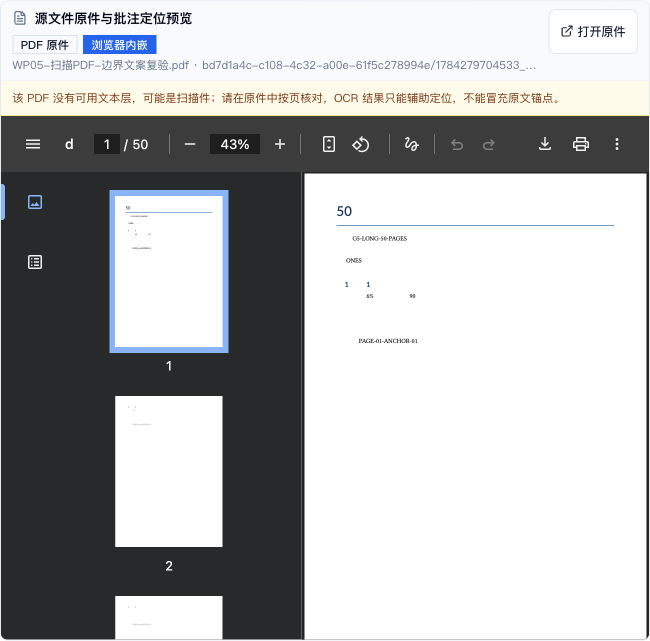 源文件原件与批注定位预览
PDF 原件
浏览器内嵌
打开原件
WP05-扫描PDF-边界文案复验.pdf · bd7d1a4c-c108-4c32-a00e-61f5c278994e/1784279704533_...
该 PDF 没有可用文本层，可能是扫描件；请在原件中按页核对，OCR 结果只能辅助定位，不能冒充原文锚点。
d
1 / 50
43%
50
GS-LONG-50-PAGES
ONES
1 1
6% 90
PAGE-01-ANCHOR-01
1
2